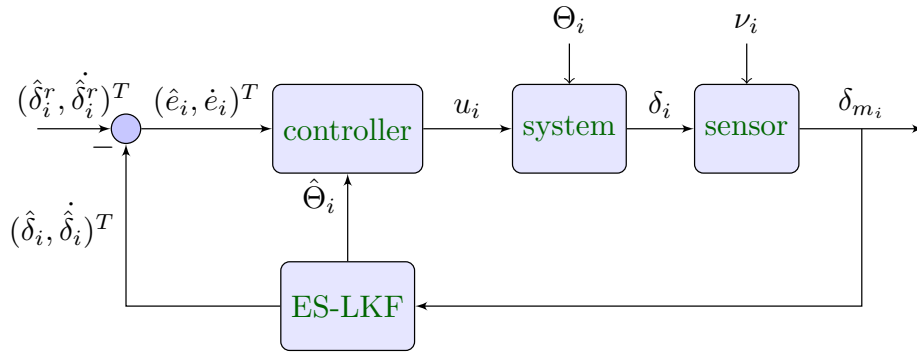 Θ_i
ν_i
(δ̂_i^r, δ̂̇_i^r)^T
(ê_i, ė_i)^T
u_i
δ_i
δ_{m_i}
controller
system
sensor
−
Θ̂_i
(δ̂_i, δ̂̇_i)^T
ES-LKF